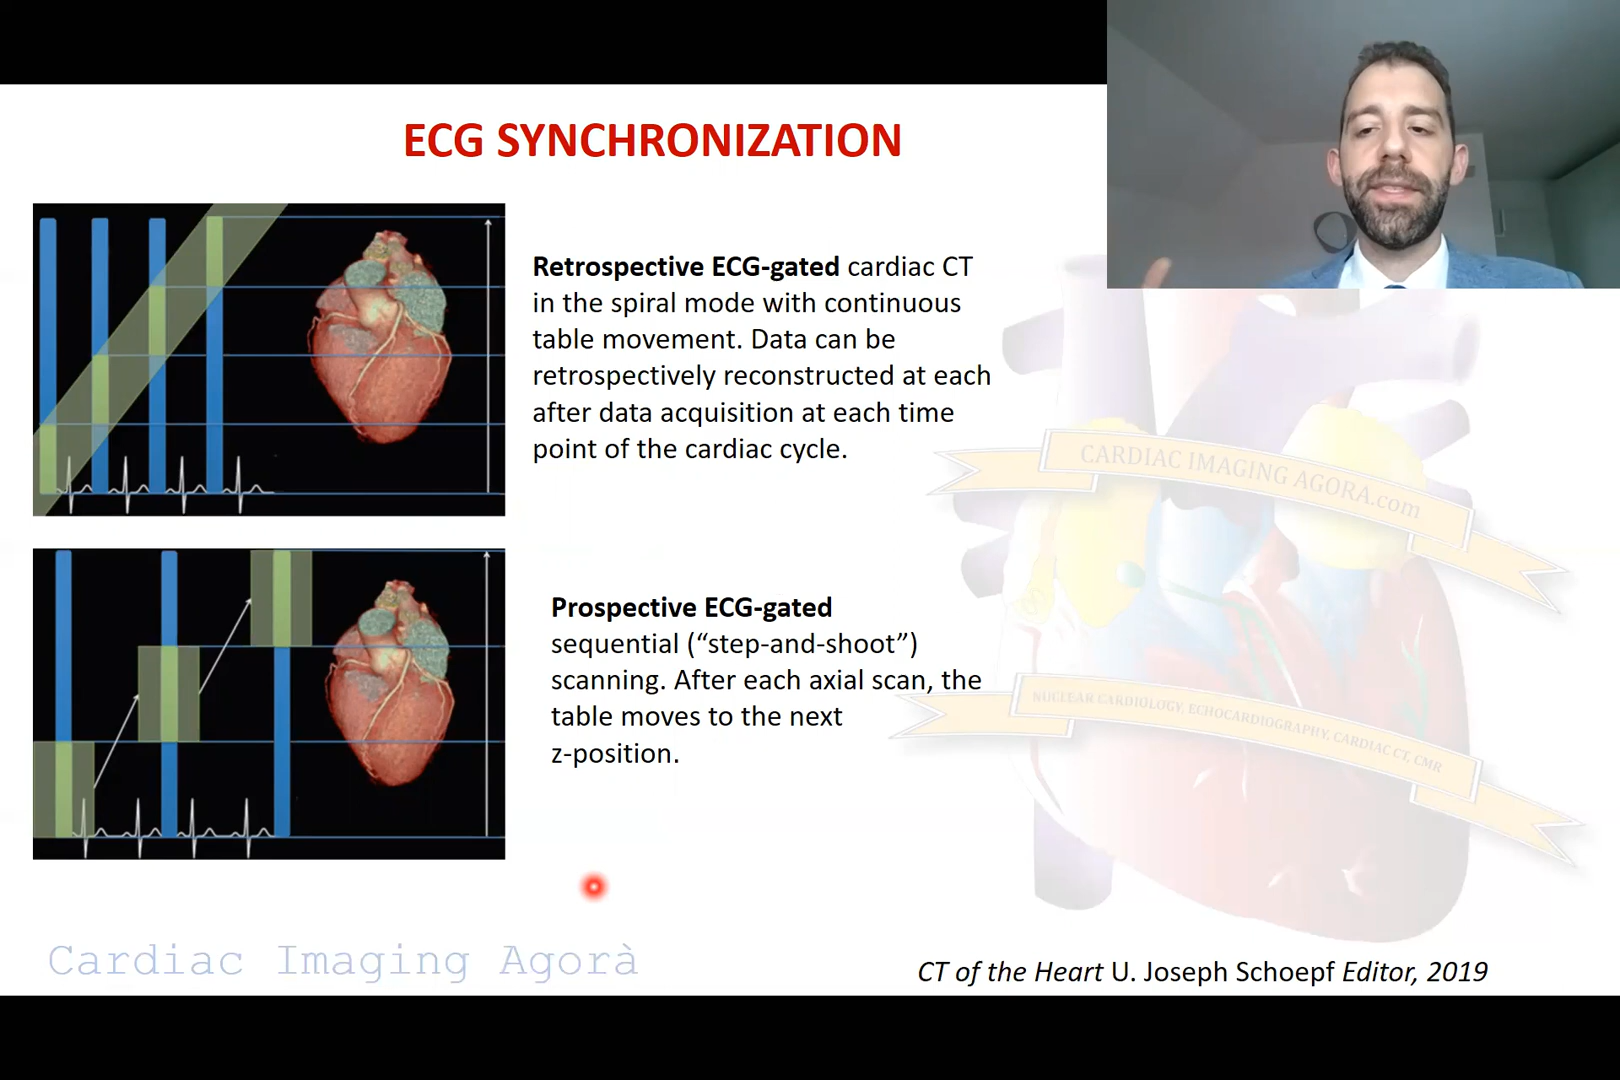 ECG SYNCHRONIZATION
Retrospective ECG-gated cardiac CT
in the spiral mode with continuous
table movement. Data can be
retrospectively reconstructed at each
after data acquisition at each time
point of the cardiac cycle.
CARDIAC IMAGING AGORA.com
Prospective ECG-gated
sequential (“step-and-shoot”)
scanning. After each axial scan, the
table moves to the next
z-position.
NUCLEAR CARDIOLOGY, ECHOCARDIOGRAPHY, CARDIAC CT, CMR
Cardiac Imaging Agorà
CT of the Heart U. Joseph Schoepf Editor, 2019